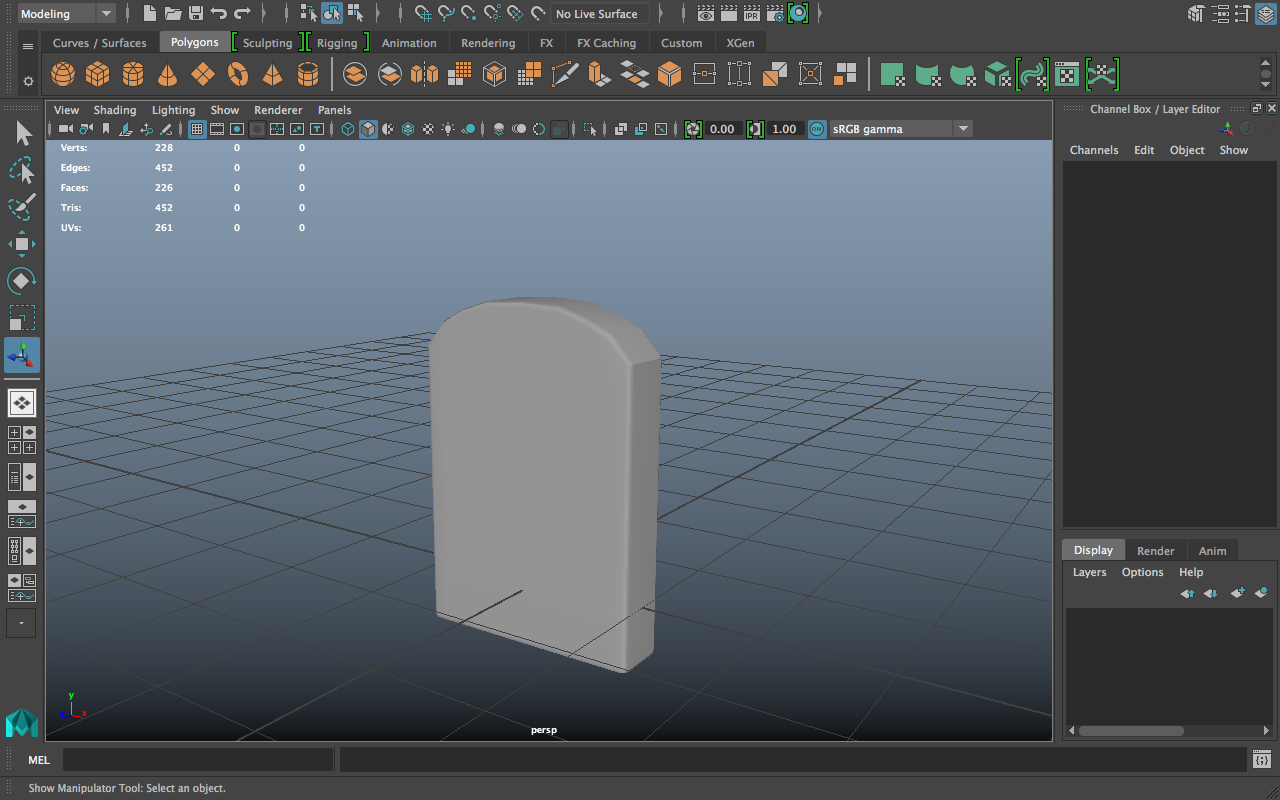 Modeling No Live Surface
Curves / Surfaces Polygons Sculpting Rigging Animation Rendering FX FX Caching Custom XGen
View Shading Lighting Show Renderer Panels
0.00 1.00 ON sRGB gamma
Verts: 228 0 0
Edges: 452 0 0
Faces: 226 0 0
Tris: 452 0 0
UVs: 261 0 0
y
x
persp
Channel Box / Layer Editor
Channels Edit Object Show
Display Render Anim
Layers Options Help
MEL
Show Manipulator Tool: Select an object.